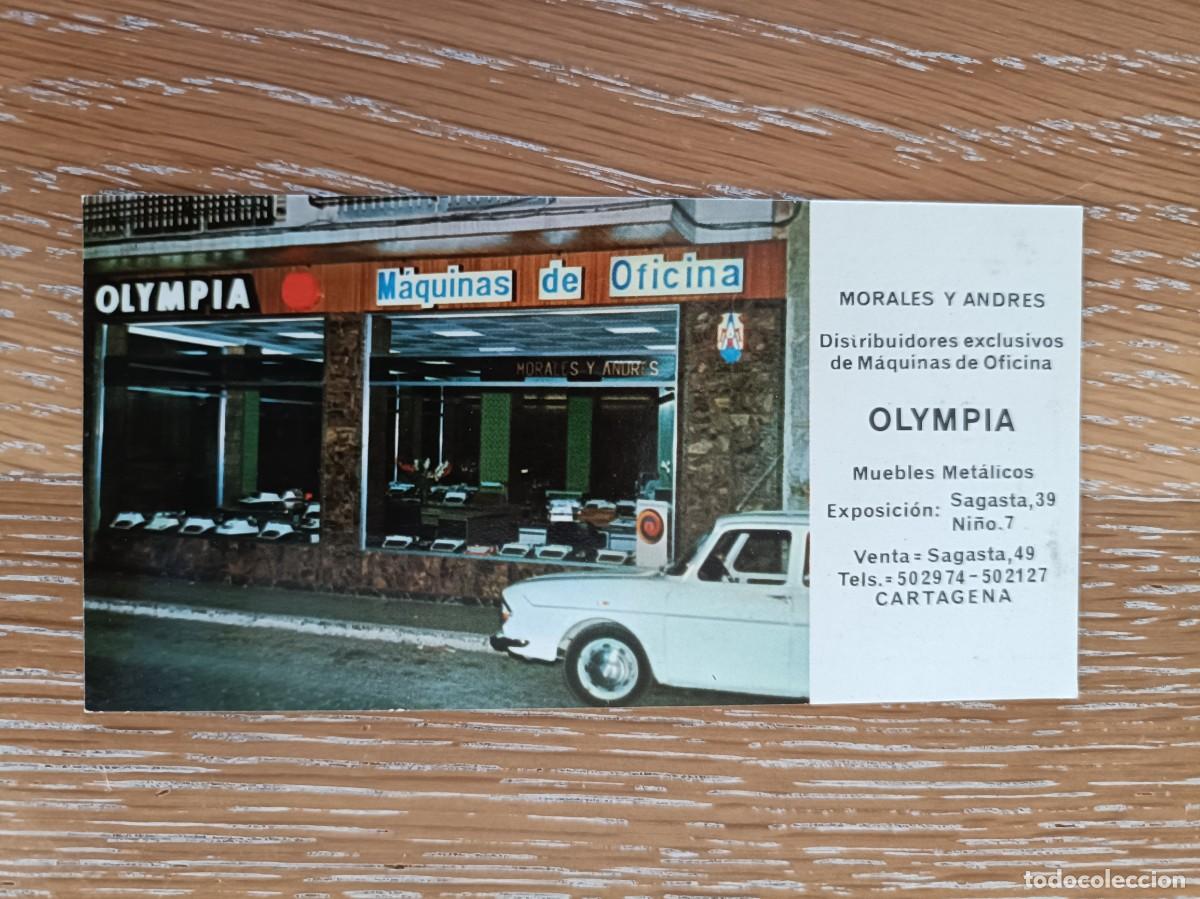 OLYMPIA
Máquinas de Oficina
MORALES Y ANDRES
MORALES Y ANDRES
Distribuidores exclusivos
de Máquinas de Oficina
OLYMPIA
Muebles Metálicos
Exposición: Sagasta,39
Niño.7
Venta = Sagasta,49
Tels.= 502974-502127
CARTAGENA
todocoleccion